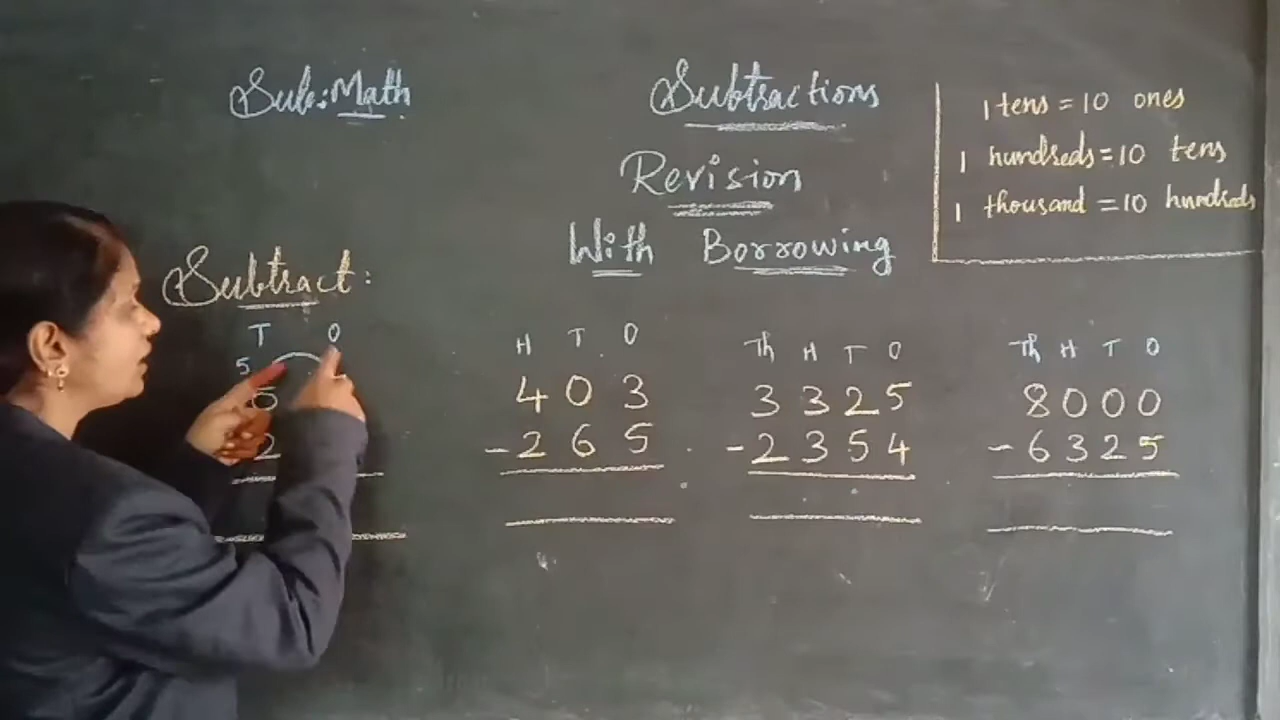 Sub: Math
Subtractions
Revision
With Borrowing
1 tens = 10 ones
1 hundreds = 10 tens
1 thousand = 10 hundreds
Subtract:
T O
5
2
H T O
4 0 3
- 2 6 5
Th H T O
3 3 2 5
- 2 3 5 4
Th H T O
8 0 0 0
- 6 3 2 5